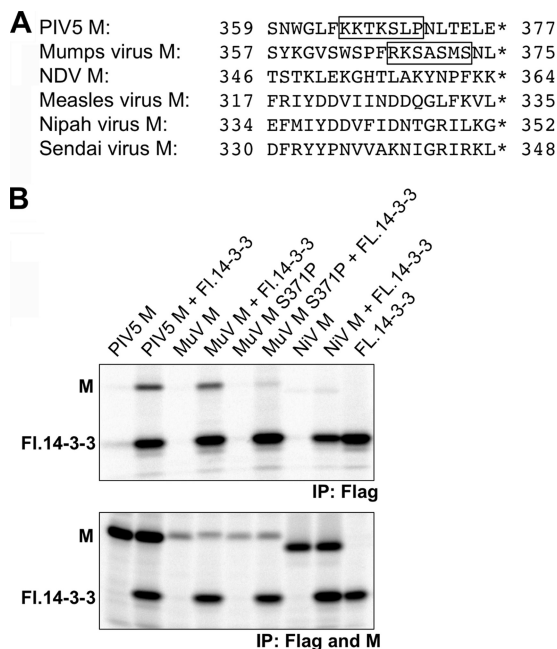 A
PIV5 M: 359 SNWGLFKKTKSLPNLTELE* 377
Mumps virus M: 357 SYKGVSWSPFRKSASMSNL* 375
NDV M: 346 TSTKLEKGHTLAKYNPFKK* 364
Measles virus M: 317 FRIYDDVIINDDQGLFKVL* 335
Nipah virus M: 334 EFMIYDDVFIDNTGRILKG* 352
Sendai virus M: 330 DFRYYPNVVAKNIGRIRKL* 348
B
PIV5 M
PIV5 M + Fl.14-3-3
MuV M
MuV M + Fl.14-3-3
MuV M S371P
MuV M S371P + FL.14-3-3
NiV M
NiV M + FL.14-3-3
FL.14-3-3
M
Fl.14-3-3
IP: Flag
M
Fl.14-3-3
IP: Flag and M